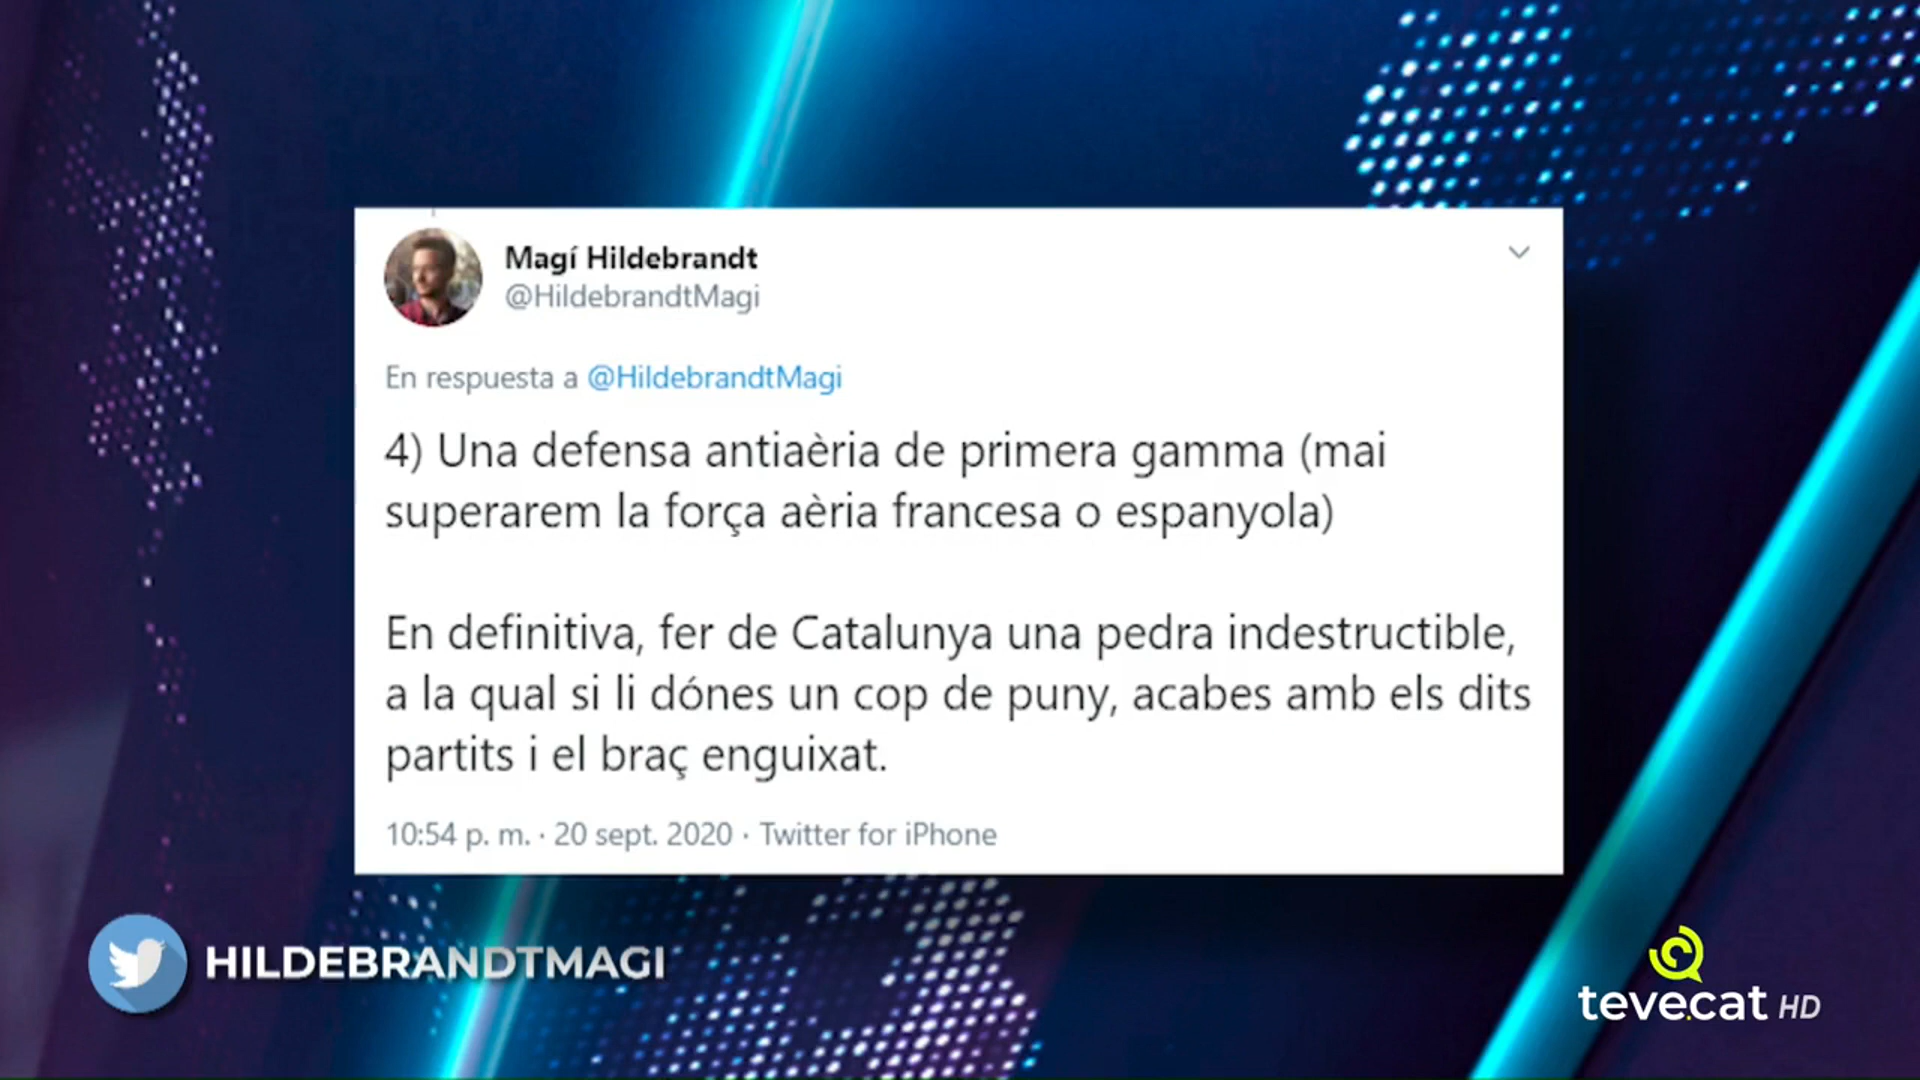 Magí Hildebrandt
@HildebrandtMagi
En respuesta a @HildebrandtMagi
4) Una defensa antiaèria de primera gamma (mai
superarem la força aèria francesa o espanyola)
En definitiva, fer de Catalunya una pedra indestructible,
a la qual si li dónes un cop de puny, acabes amb els dits
partits i el braç enguixat.
10:54 p. m. · 20 sept. 2020 · Twitter for iPhone
HILDEBRANDTMAGI
teve.cat HD